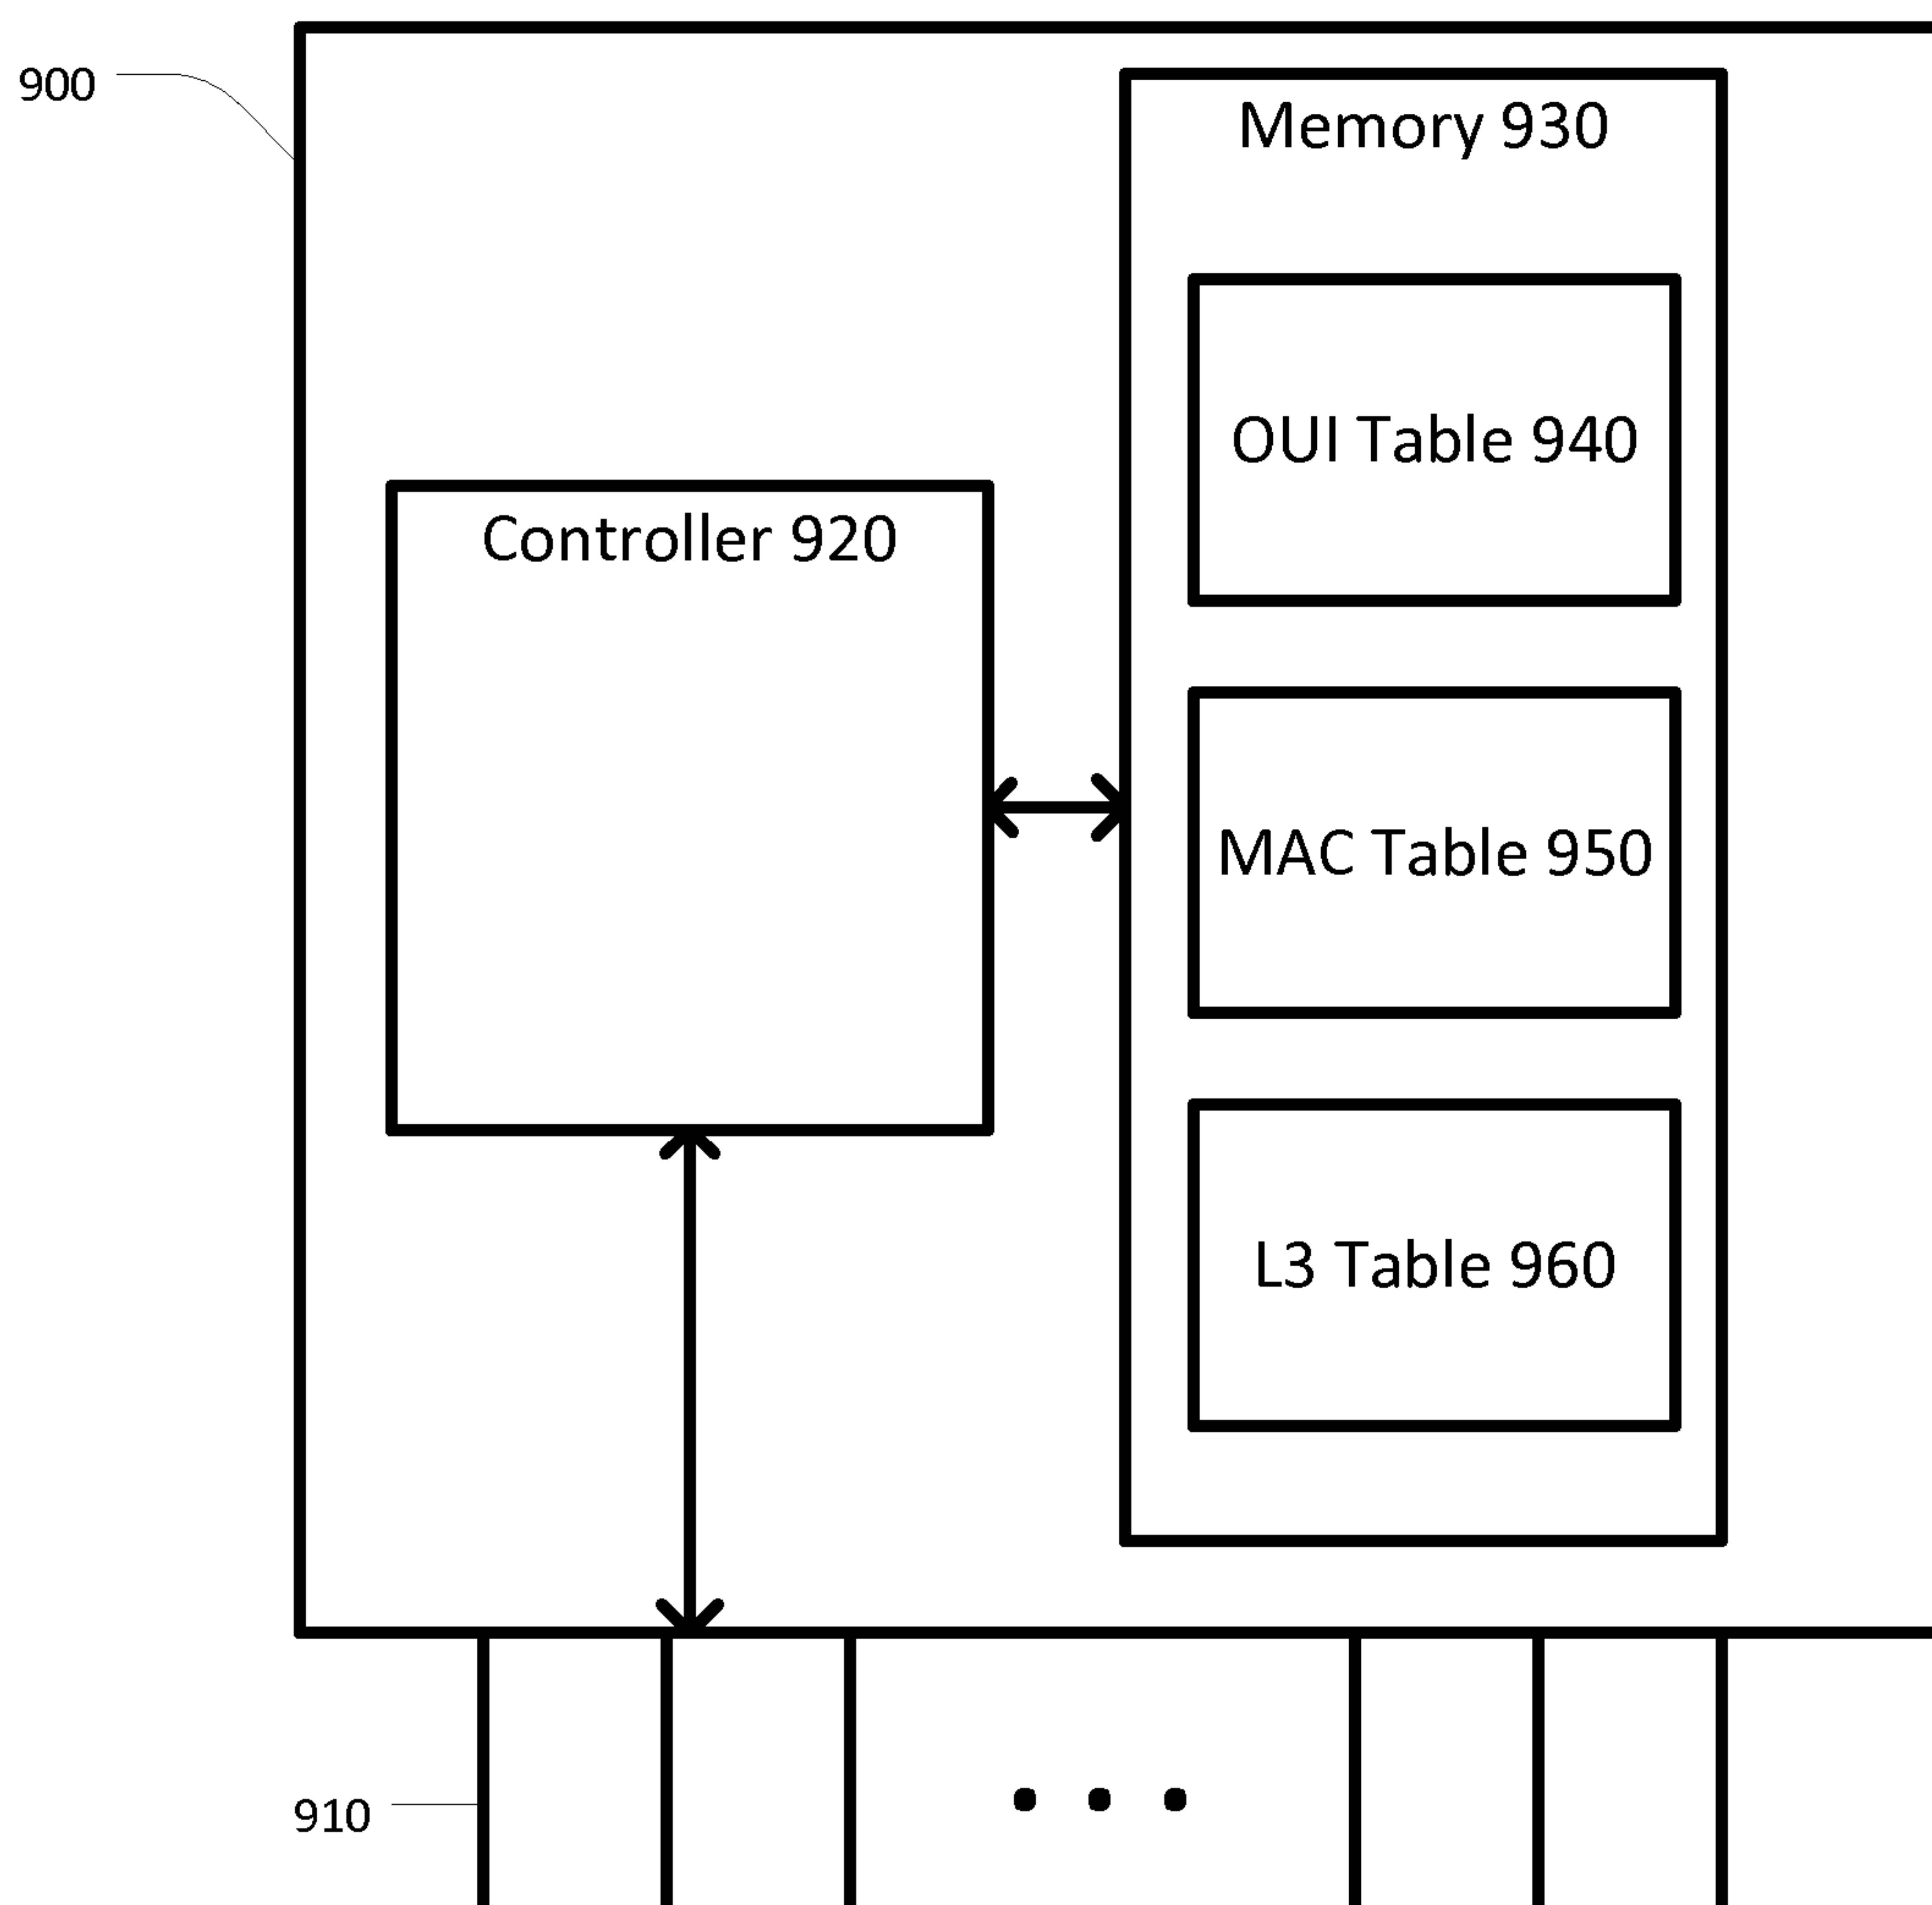 900
Memory 930
OUI Table 940
Controller 920
MAC Table 950
L3 Table 960
910